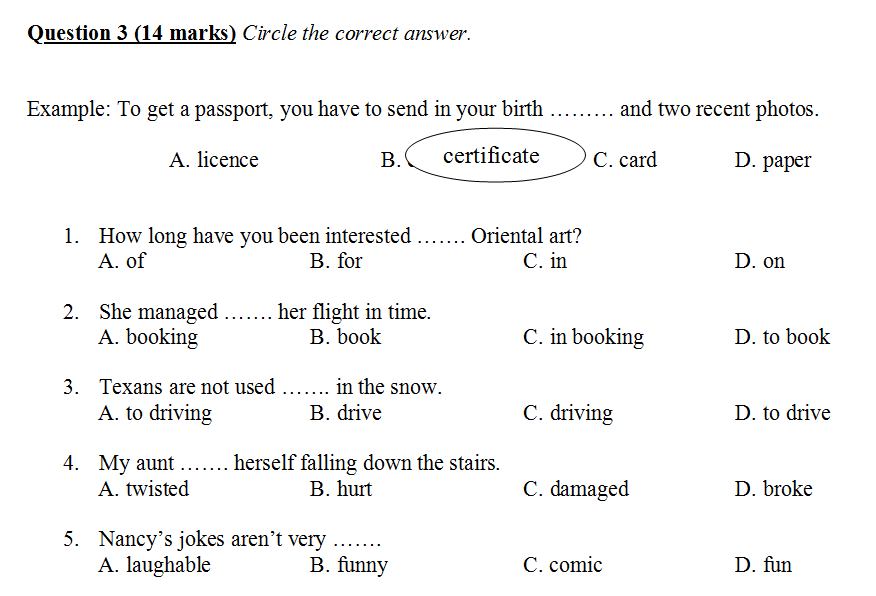 Question 3 (14 marks) Circle the correct answer.
Example: To get a passport, you have to send in your birth ……… and two recent photos.
A. licence B. certificate C. card D. paper
1. How long have you been interested ……. Oriental art?
A. of B. for C. in D. on
2. She managed ……. her flight in time.
A. booking B. book C. in booking D. to book
3. Texans are not used ……. in the snow.
A. to driving B. drive C. driving D. to drive
4. My aunt ……. herself falling down the stairs.
A. twisted B. hurt C. damaged D. broke
5. Nancy’s jokes aren’t very …….
A. laughable B. funny C. comic D. fun